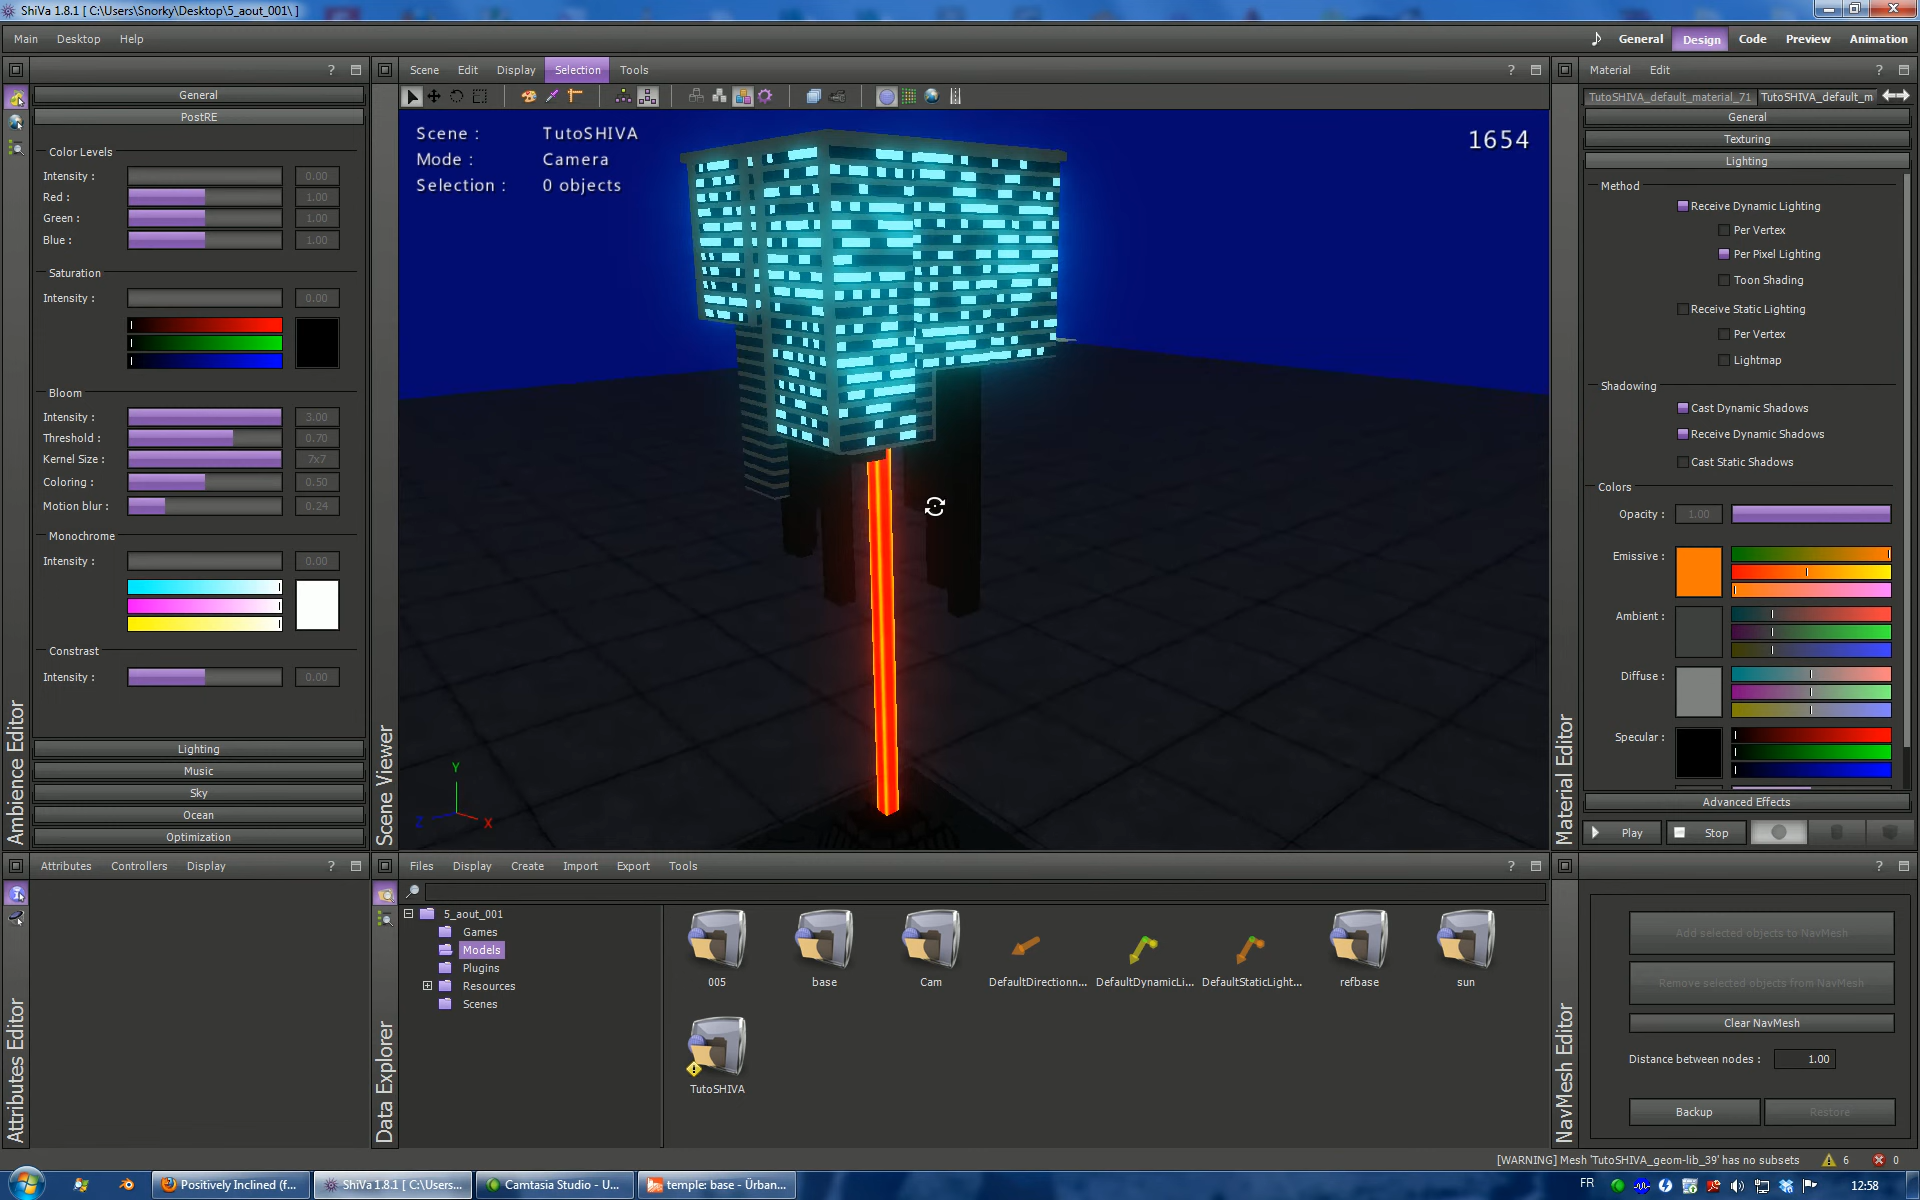 ShiVa 1.8.1 [ C:\Users\Snorky\Desktop\5_aout_001\ ]
Main Desktop Help
General Design Code Preview Animation
?
General
PostRE
Color Levels
Intensity : 0.00
Red : 1.00
Green : 1.00
Blue : 1.00
Saturation
Intensity : 0.00
Bloom
Intensity : 3.00
Threshold : 0.70
Kernel Size : 7x7
Coloring : 0.50
Motion blur : 0.24
Monochrome
Intensity : 0.00
Constrast
Intensity : 0.00
Lighting
Music
Sky
Ocean
Optimization
Ambience Editor
Scene Edit Display Selection Tools ?
Scene : TutoSHIVA
Mode : Camera
Selection : 0 objects
1654
Y
Z
X
Scene Viewer
Material Edit ?
TutoSHIVA_default_material_71 TutoSHIVA_default_m
General
Texturing
Lighting
Method
Receive Dynamic Lighting
Per Vertex
Per Pixel Lighting
Toon Shading
Receive Static Lighting
Per Vertex
Lightmap
Shadowing
Cast Dynamic Shadows
Receive Dynamic Shadows
Cast Static Shadows
Colors
Opacity : 1.00
Emissive :
Ambient :
Diffuse :
Specular :
Advanced Effects
Play Stop
Material Editor
Attributes Controllers Display ?
Attributes Editor
Files Display Create Import Export Tools ?
5_aout_001
Games
Models
Plugins
Resources
Scenes
005 base Cam DefaultDirectionn... DefaultDynamicLi... DefaultStaticLight... refbase sun
TutoSHIVA
Data Explorer
?
Add selected objects to NavMesh
Remove selected objects from NavMesh
Clear NavMesh
Distance between nodes : 1.00
Backup Restore
NavMesh Editor
[WARNING] Mesh 'TutoSHIVA_geom-lib_39' has no subsets 6 0
Positively Inclined (f... ShiVa 1.8.1 [ C:\Users... Camtasia Studio - U... temple: base - Ürban... FR 12:58